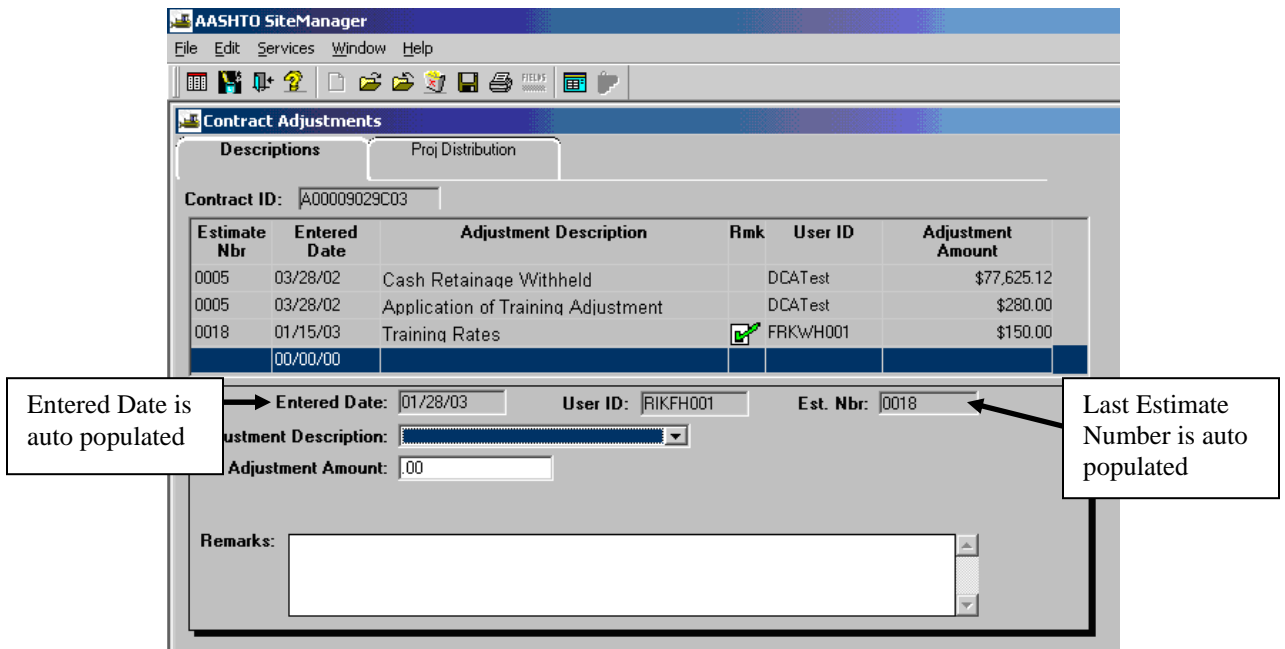 AASHTO SiteManager
File Edit Services Window Help
FIELDS
Contract Adjustments
Descriptions Proj Distribution
Contract ID: A00009029C03
Estimate Nbr Entered Date Adjustment Description Rmk User ID Adjustment Amount
0005 03/28/02 Cash Retainage Withheld DCATest $77,625.12
0005 03/28/02 Application of Training Adjustment DCATest $280.00
0018 01/15/03 Training Rates FRKWH001 $150.00
00/00/00
Entered Date is
auto populated
Entered Date: 01/28/03 User ID: RIKFH001 Est. Nbr: 0018
Last Estimate
Number is auto
populated
ustment Description:
Adjustment Amount: .00
Remarks: